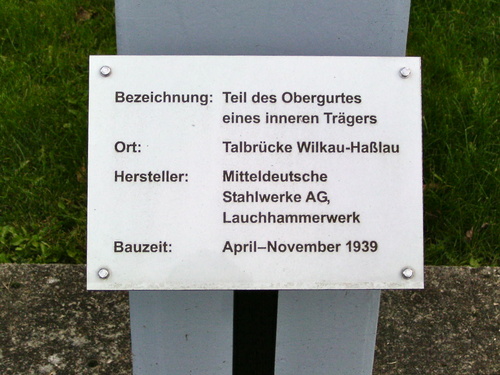 Bezeichnung: Teil des Obergurtes
eines inneren Trägers
Ort: Talbrücke Wilkau-Haßlau
Hersteller: Mitteldeutsche
Stahlwerke AG,
Lauchhammerwerk
Bauzeit: April–November 1939